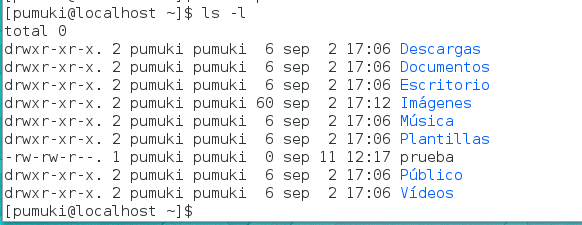 [pumuki@localhost ~]$ ls -l
total 0
drwxr-xr-x. 2 pumuki pumuki  6 sep  2 17:06 Descargas
drwxr-xr-x. 2 pumuki pumuki  6 sep  2 17:06 Documentos
drwxr-xr-x. 2 pumuki pumuki  6 sep  2 17:06 Escritorio
drwxr-xr-x. 2 pumuki pumuki 60 sep  2 17:12 Imágenes
drwxr-xr-x. 2 pumuki pumuki  6 sep  2 17:06 Música
drwxr-xr-x. 2 pumuki pumuki  6 sep  2 17:06 Plantillas
-rw-rw-r--. 1 pumuki pumuki  0 sep 11 12:17 prueba
drwxr-xr-x. 2 pumuki pumuki  6 sep  2 17:06 Público
drwxr-xr-x. 2 pumuki pumuki  6 sep  2 17:06 Vídeos
[pumuki@localhost ~]$